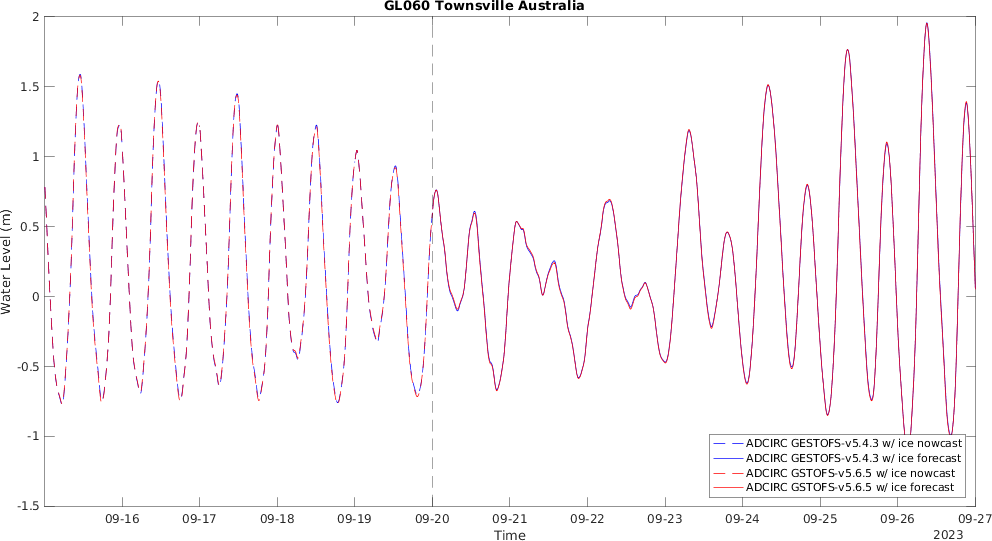 GL060 Townsville Australia
Water Level (m)
2
1.5
1
0.5
0
-0.5
-1
-1.5
ADCIRC GESTOFS-v5.4.3 w/ ice nowcast
ADCIRC GESTOFS-v5.4.3 w/ ice forecast
ADCIRC GSTOFS-v5.6.5 w/ ice nowcast
ADCIRC GSTOFS-v5.6.5 w/ ice forecast
09-16 09-17 09-18 09-19 09-20 09-21 09-22 09-23 09-24 09-25 09-26 09-27
Time
2023